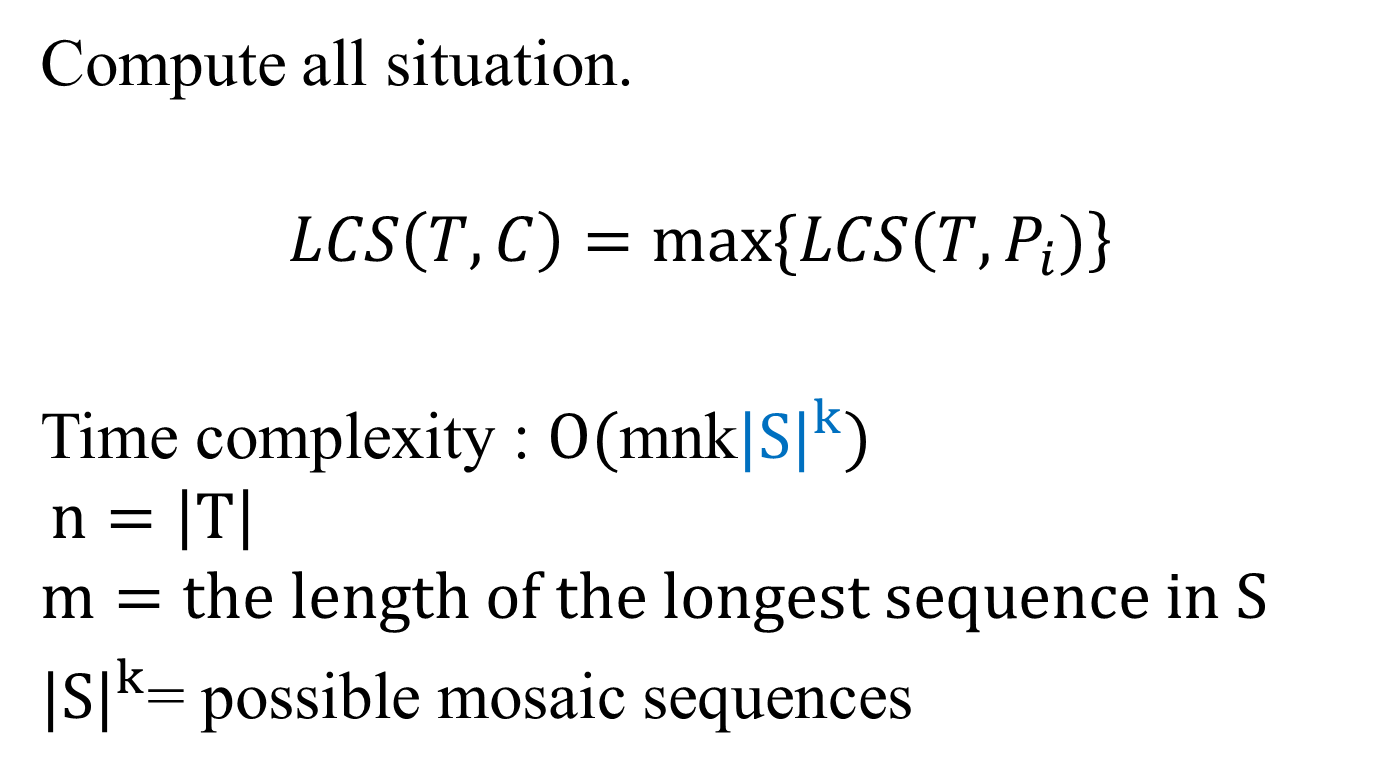 Compute all situation.
LCS(T, C) = max{LCS(T, Pᵢ)}
Time complexity : O(mnk|S|ᵏ)
n = |T|
m = the length of the longest sequence in S
|S|ᵏ= possible mosaic sequences